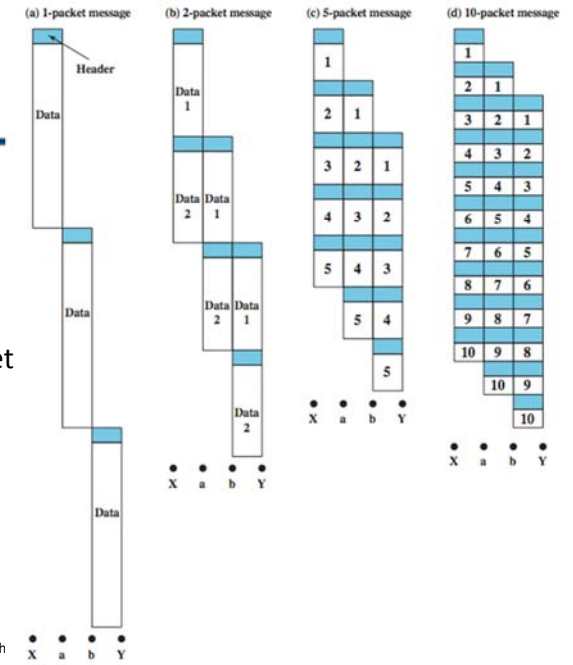 (a) 1-packet message
Header
Data
Data
Data
X a b Y
(b) 2-packet message
Data
1
Data Data
2 1
Data Data
2 1
Data
2
X a b Y
(c) 5-packet message
1
2 1
3 2 1
4 3 2
5 4 3
5 4
5
X a b Y
(d) 10-packet message
1
2 1
3 2 1
4 3 2
5 4 3
6 5 4
7 6 5
8 7 6
9 8 7
10 9 8
10 9
10
X a b Y
et
h